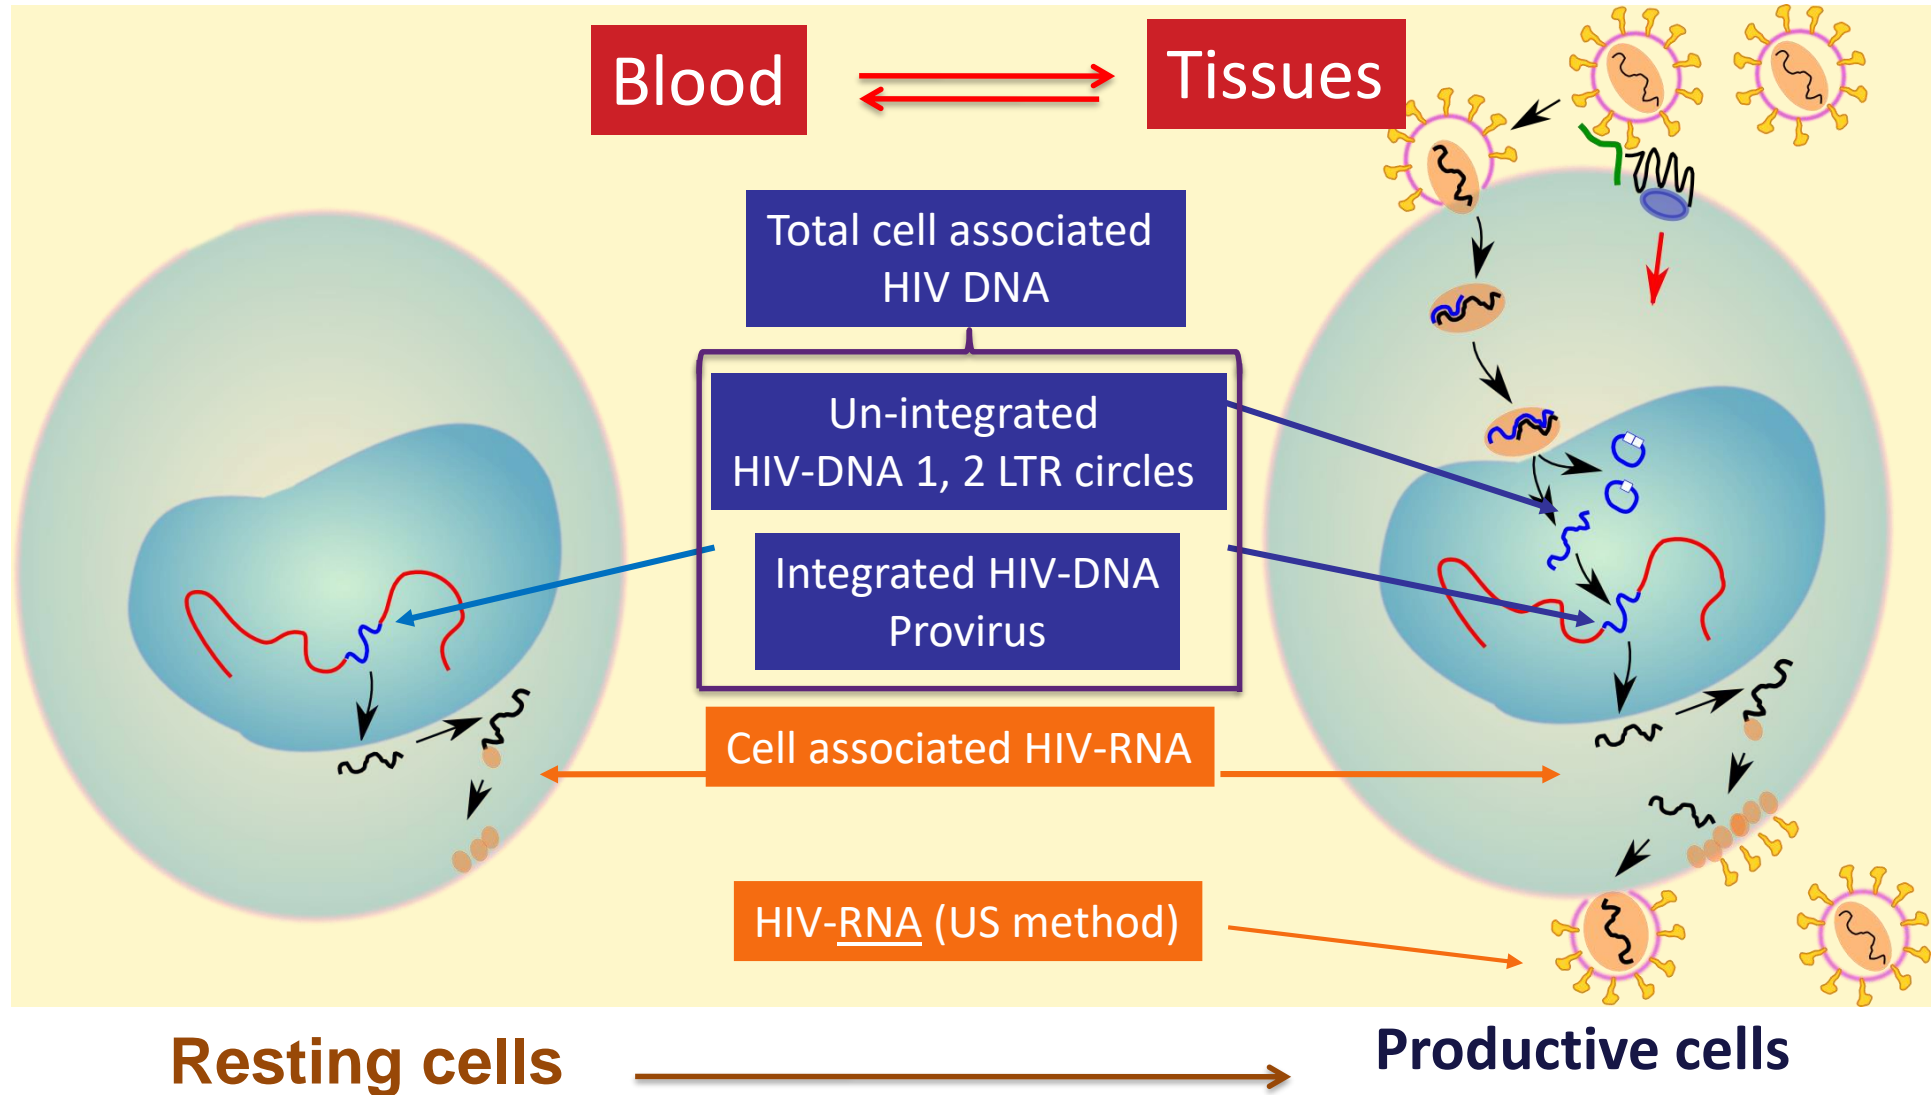 Blood
Tissues
Total cell associated
HIV DNA
Un-integrated
HIV-DNA 1, 2 LTR circles
Integrated HIV-DNA
Provirus
Cell associated HIV-RNA
HIV-RNA (US method)
Resting cells
Productive cells